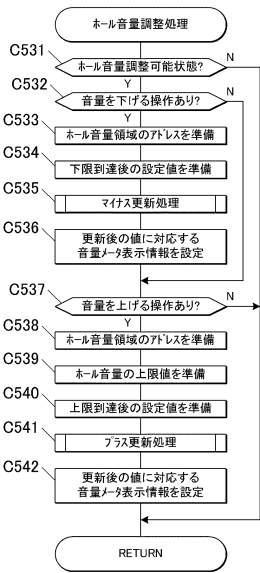 ホール音量調整処理
C531
ホール音量調整可能状態?
N
Y
C532
音量を下げる操作あり?
N
Y
C533
ホール音量領域のアドレスを準備
C534
下限到達後の設定値を準備
C535
マイナス更新処理
C536
更新後の値に対応する
音量メータ表示情報を設定
C537
音量を上げる操作あり?
N
Y
C538
ホール音量領域のアドレスを準備
C539
ホール音量の上限値を準備
C540
上限到達後の設定値を準備
C541
プラス更新処理
C542
更新後の値に対応する
音量メータ表示情報を設定
RETURN